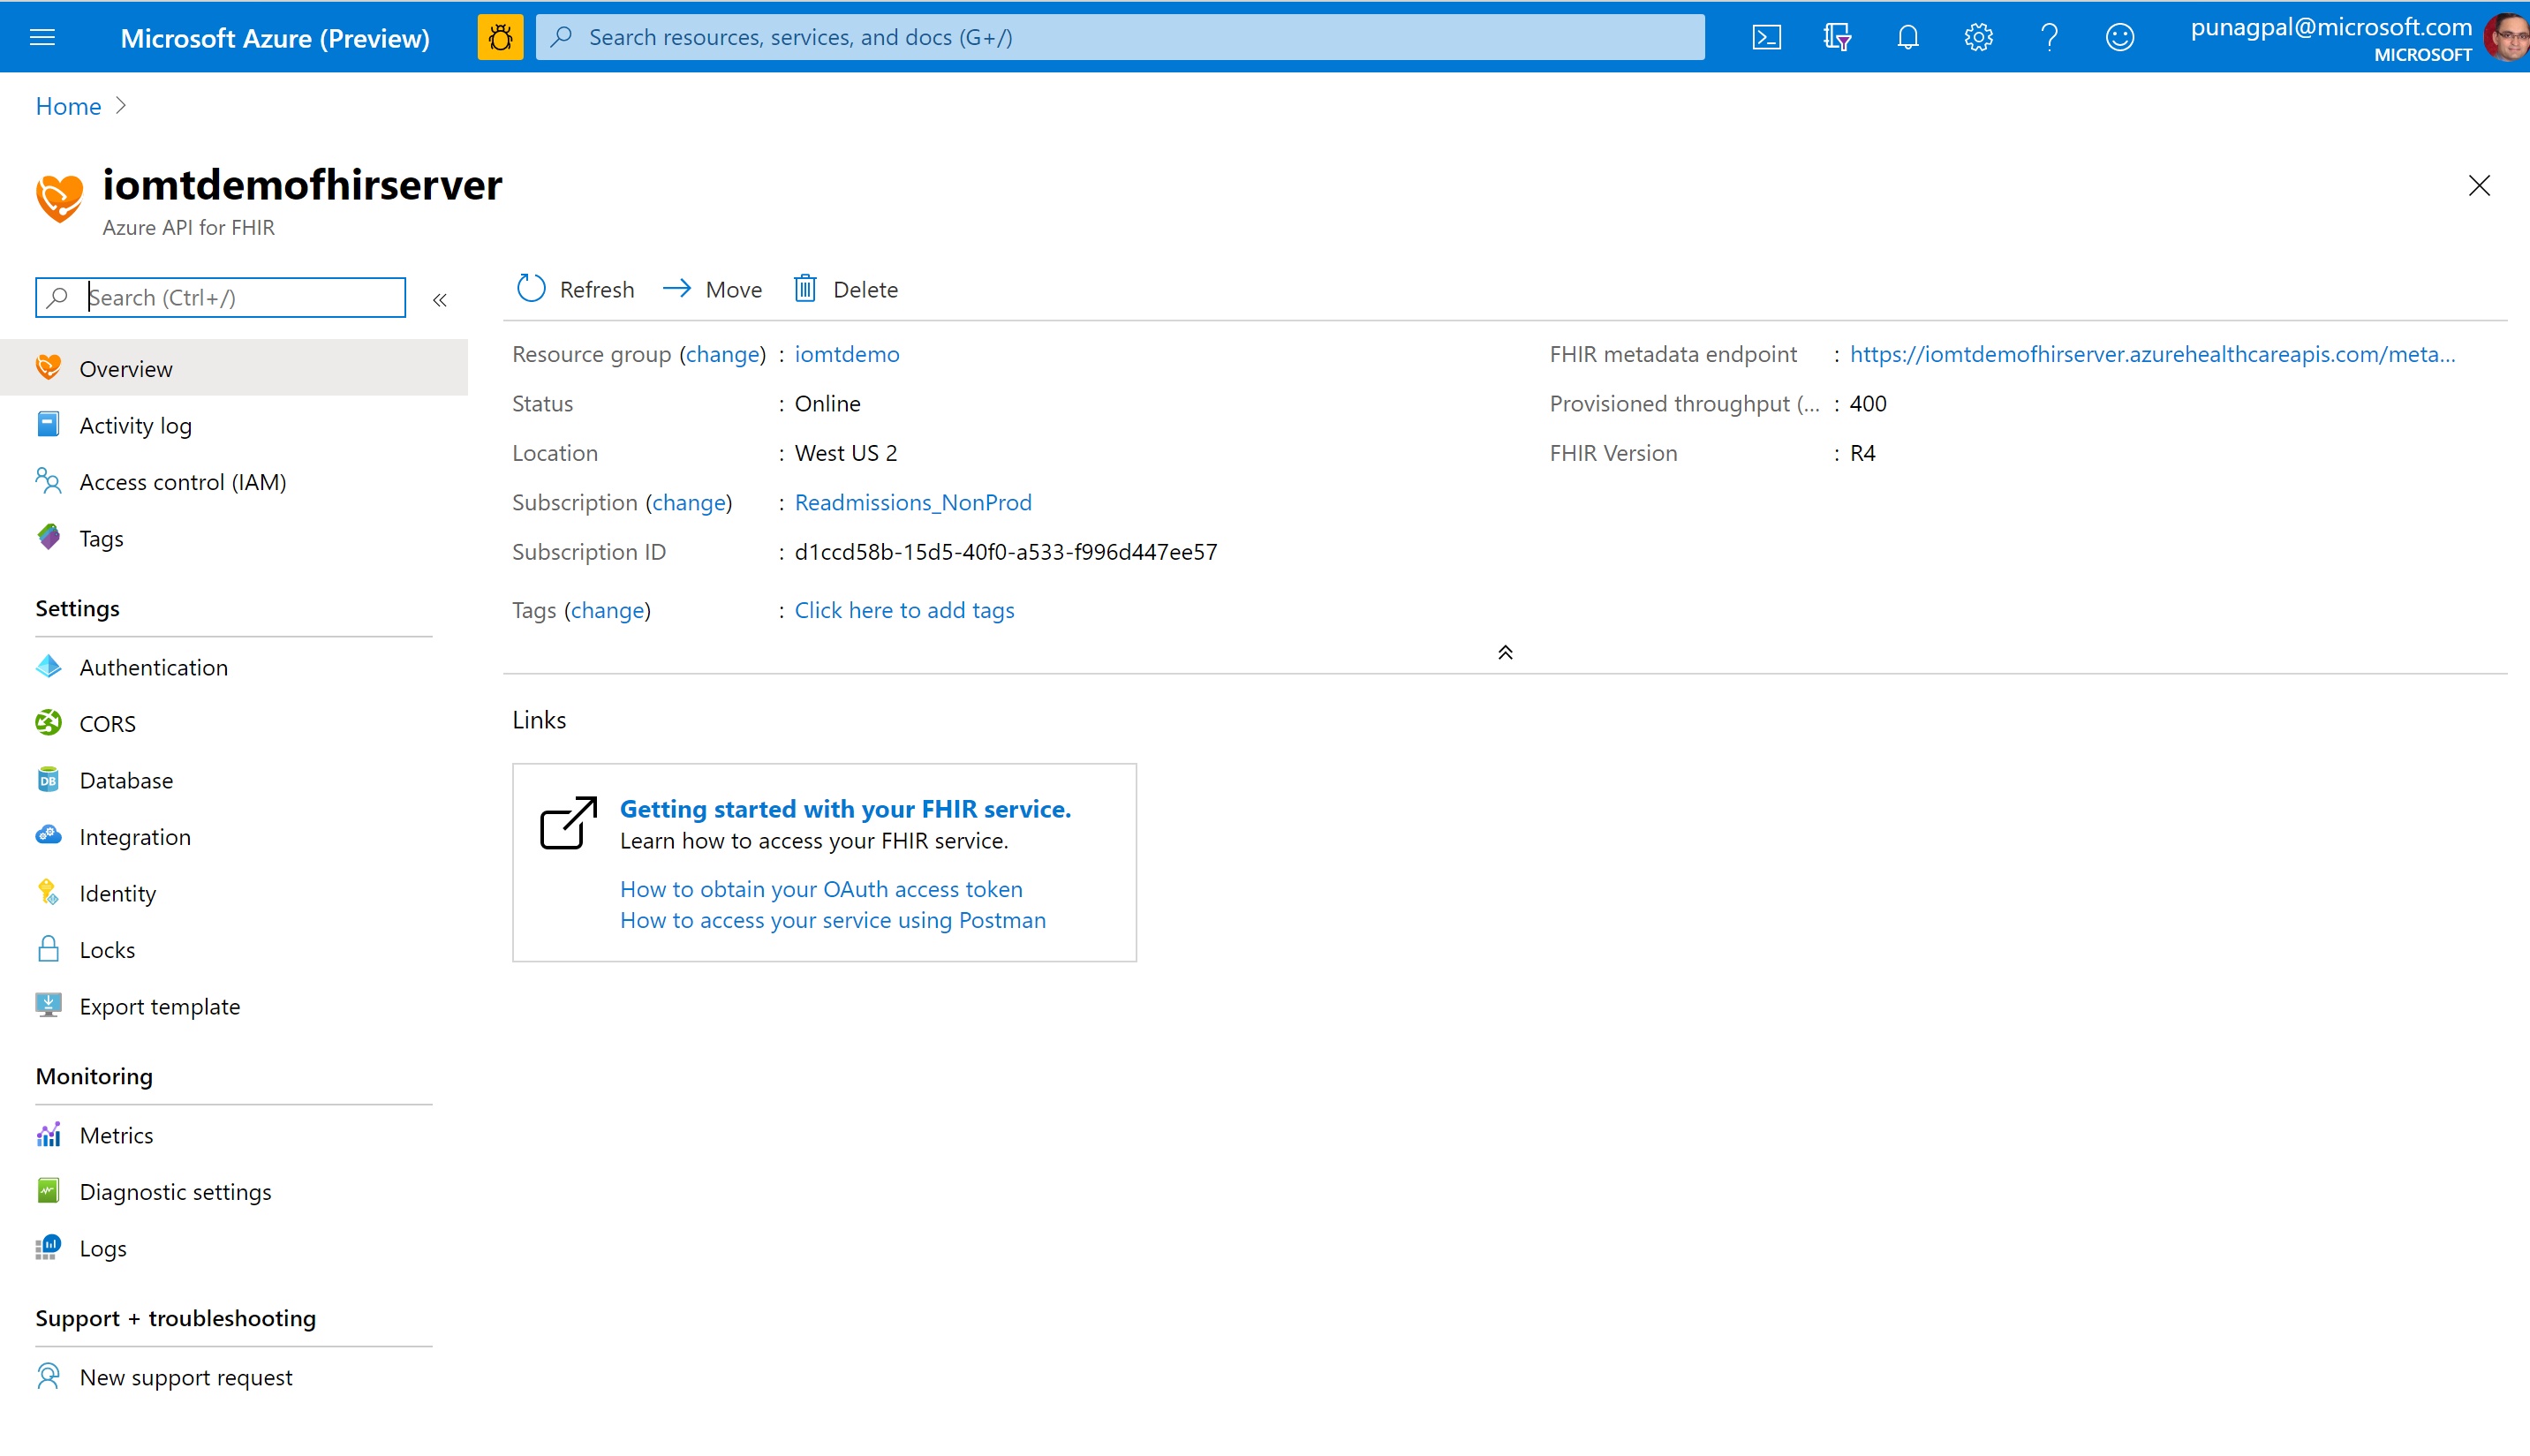 Microsoft Azure (Preview)
Search resources, services, and docs (G+/)
punagpal@microsoft.com
MICROSOFT
Home
iomtdemofhirserver
Azure API for FHIR
Search (Ctrl+/)
Refresh
Move
Delete
Overview
Activity log
Access control (IAM)
Tags
Settings
Authentication
CORS
DB
Database
Integration
Identity
Locks
Export template
Monitoring
Metrics
Diagnostic settings
Logs
Support + troubleshooting
New support request
Resource group (change) : iomtdemo
Status : Online
Location : West US 2
Subscription (change) : Readmissions_NonProd
Subscription ID : d1ccd58b-15d5-40f0-a533-f996d447ee57
Tags (change) : Click here to add tags
FHIR metadata endpoint : https://iomtdemofhirserver.azurehealthcareapis.com/meta...
Provisioned throughput (... : 400
FHIR Version : R4
Links
Getting started with your FHIR service.
Learn how to access your FHIR service.
How to obtain your OAuth access token
How to access your service using Postman